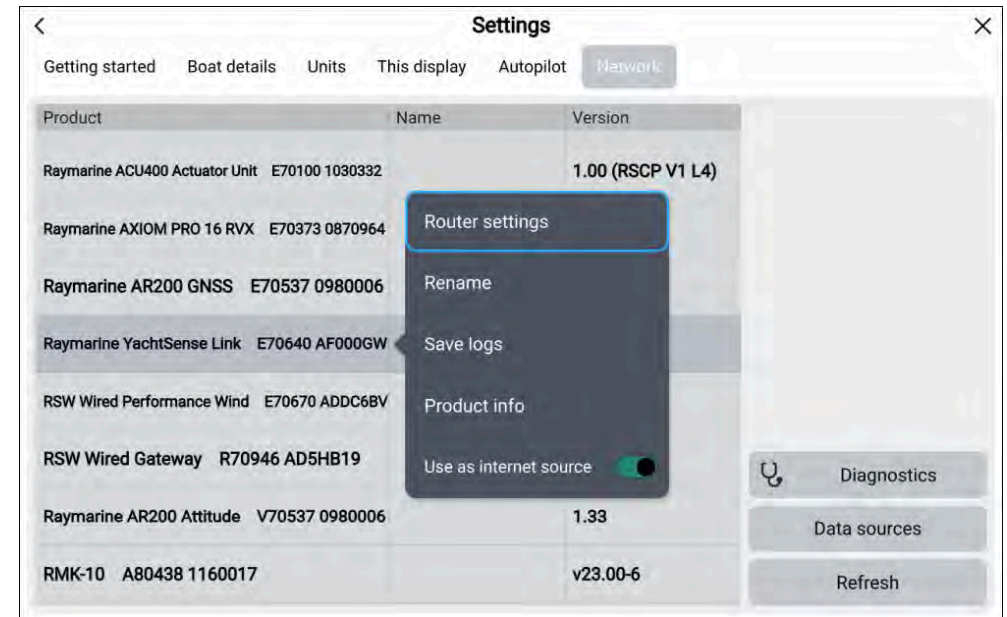 Settings
Getting started Boat details Units This display Autopilot Network
Product Name Version
Raymarine ACU400 Actuator Unit E70100 1030332 1.00 (RSCP V1 L4)
Raymarine AXIOM PRO 16 RVX E70373 0870964
Raymarine AR200 GNSS E70537 0980006
Raymarine YachtSense Link E70640 AF000GW
RSW Wired Performance Wind E70670 ADDC6BV
RSW Wired Gateway R70946 AD5HB19
Raymarine AR200 Attitude V70537 0980006 1.33
RMK-10 A80438 1160017 v23.00-6
Router settings
Rename
Save logs
Product info
Use as internet source
Diagnostics
Data sources
Refresh